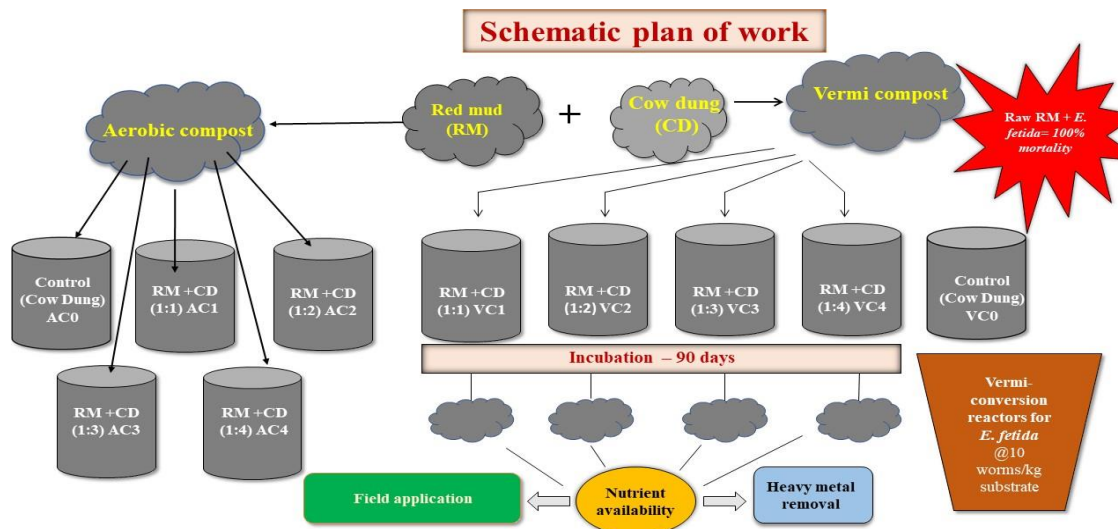 Schematic plan of work
Aerobic compost
Red mud
(RM)
+
Cow dung
(CD)
Vermi compost
Raw RM + E.
fetida= 100%
mortality
Control
(Cow Dung)
AC0
RM +CD
(1:1) AC1
RM +CD
(1:2) AC2
RM +CD
(1:3) AC3
RM +CD
(1:4) AC4
RM +CD
(1:1) VC1
RM +CD
(1:2) VC2
RM +CD
(1:3) VC3
RM +CD
(1:4) VC4
Control
(Cow Dung)
VC0
Incubation – 90 days
Vermi-
conversion
reactors for
E. fetida
@10
worms/kg
substrate
Field application
Nutrient
availability
Heavy metal
removal